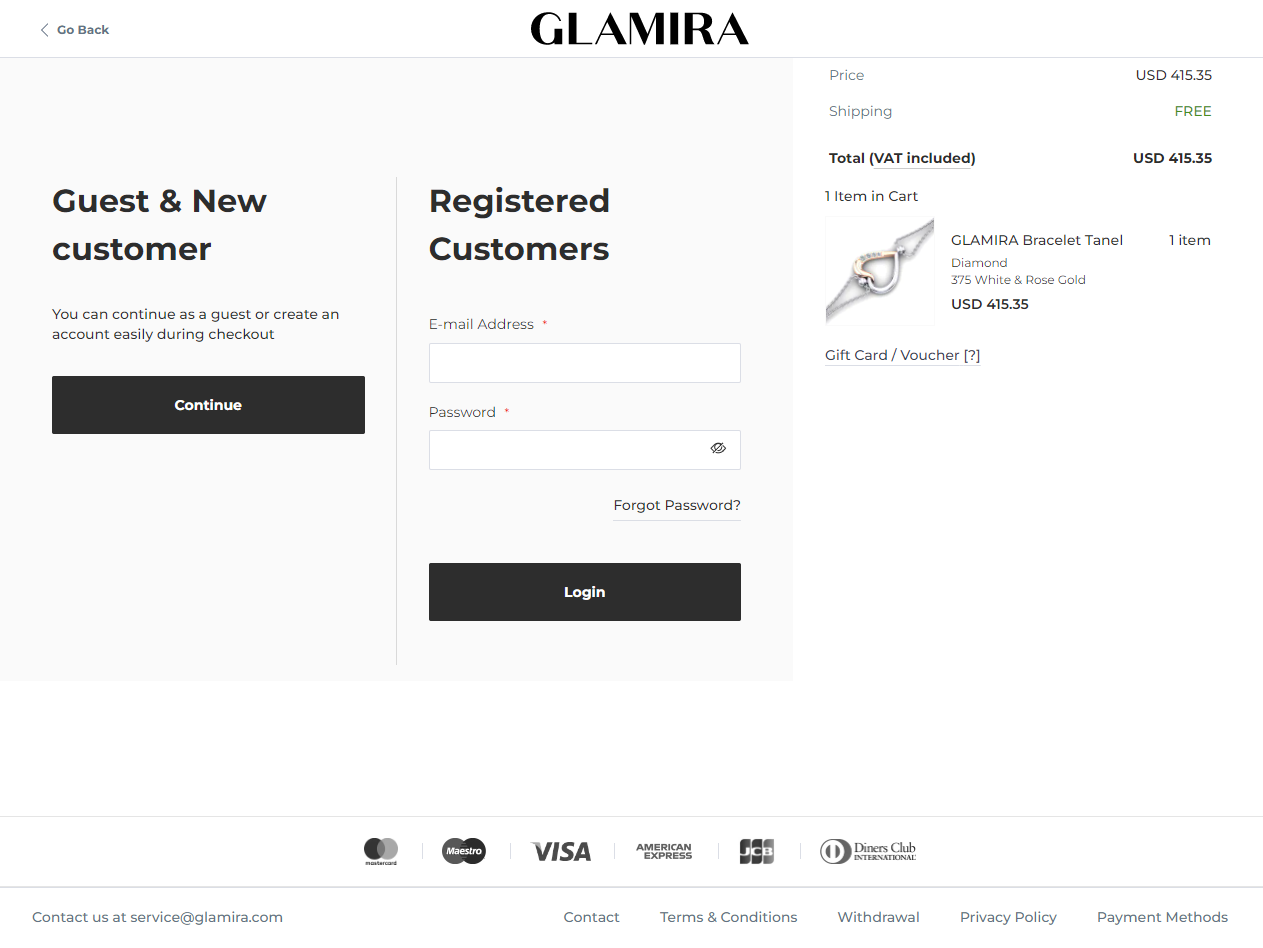 Go Back
GLAMIRA
Guest & New
customer
You can continue as a guest or create an
account easily during checkout
Continue
Registered
Customers
E-mail Address *
Password *
Forgot Password?
Login
Price USD 415.35
Shipping FREE
Total (VAT included) USD 415.35
1 Item in Cart
GLAMIRA Bracelet Tanel 1 item
Diamond
375 White & Rose Gold
USD 415.35
Gift Card / Voucher [?]
mastercard
Maestro
VISA
AMERICAN
EXPRESS
JCB
Diners Club
INTERNATIONAL
Contact us at service@glamira.com
Contact
Terms & Conditions
Withdrawal
Privacy Policy
Payment Methods